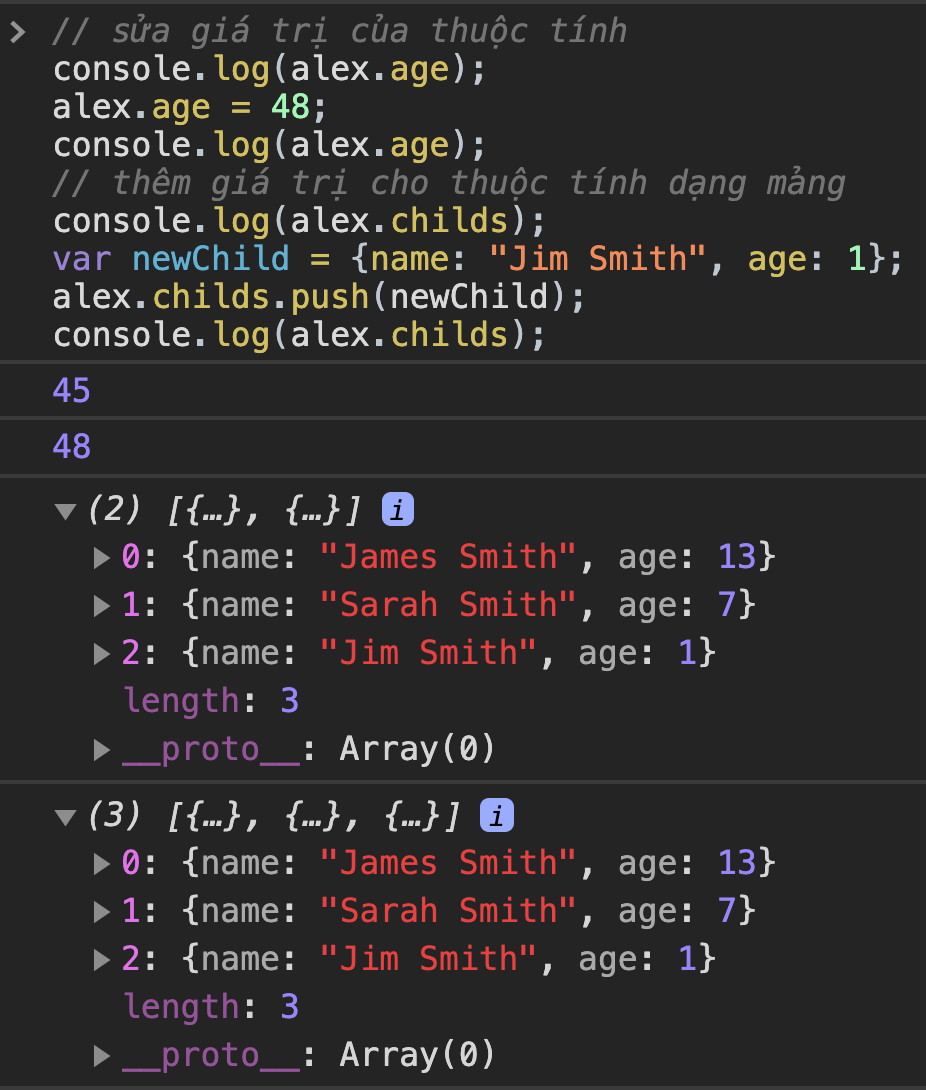 // sửa giá trị của thuộc tính
console.log(alex.age);
alex.age = 48;
console.log(alex.age);
// thêm giá trị cho thuộc tính dạng mảng
console.log(alex.childs);
var newChild = {name: "Jim Smith", age: 1};
alex.childs.push(newChild);
console.log(alex.childs);
45
48
(2) [{…}, {…}] i
0: {name: "James Smith", age: 13}
1: {name: "Sarah Smith", age: 7}
2: {name: "Jim Smith", age: 1}
length: 3
__proto__: Array(0)
(3) [{…}, {…}, {…}] i
0: {name: "James Smith", age: 13}
1: {name: "Sarah Smith", age: 7}
2: {name: "Jim Smith", age: 1}
length: 3
__proto__: Array(0)